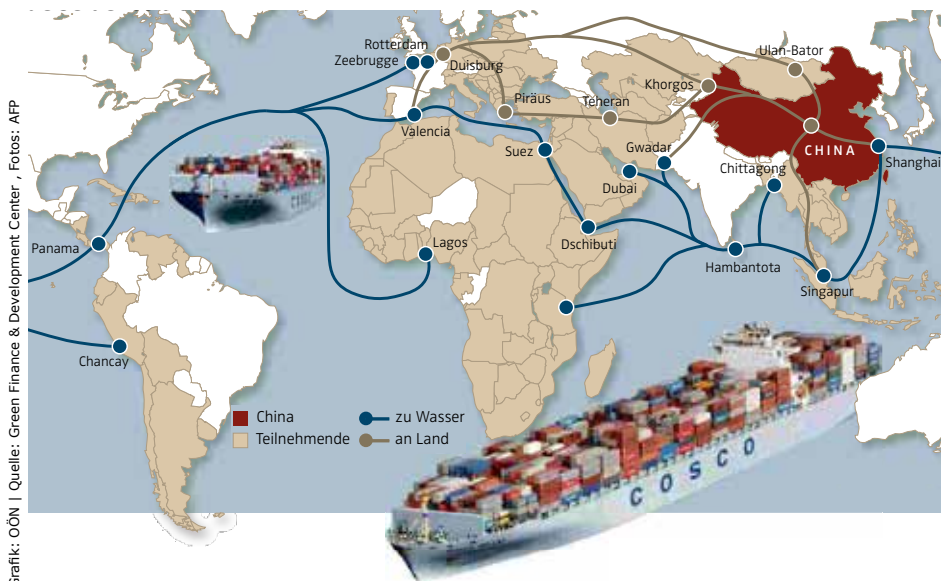 Rotterdam
Zeebrugge
Duisburg
Ulan-Bator
Khorgos
Piräus
Teheran
Valencia
Suez
Gwadar
CHINA
Shanghai
Chittagong
Dubai
Panama
Lagos
Dschibuti
Hambantota
Singapur
Chancay
China
zu Wasser
Teilnehmende
an Land
COSCO
Grafik: OÖN | Quelle: Green Finance & Development Center , Fotos: AFP